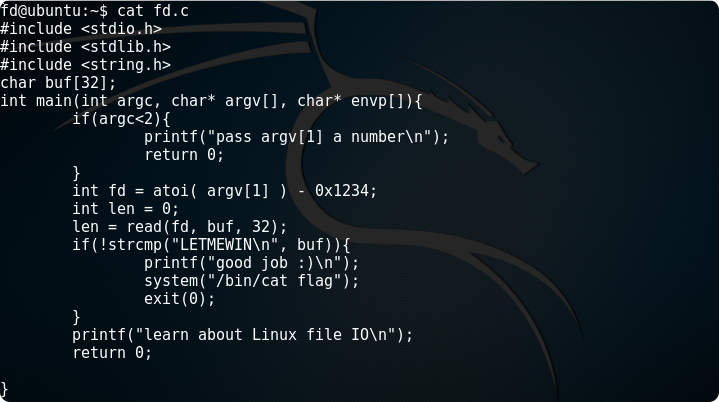 fd@ubuntu:~$ cat fd.c
#include <stdio.h>
#include <stdlib.h>
#include <string.h>
char buf[32];
int main(int argc, char* argv[], char* envp[]){
        if(argc<2){
                printf("pass argv[1] a number\n");
                return 0;
        }
        int fd = atoi( argv[1] ) - 0x1234;
        int len = 0;
        len = read(fd, buf, 32);
        if(!strcmp("LETMEWIN\n", buf)){
                printf("good job :)\n");
                system("/bin/cat flag");
                exit(0);
        }
        printf("learn about Linux file IO\n");
        return 0;

}